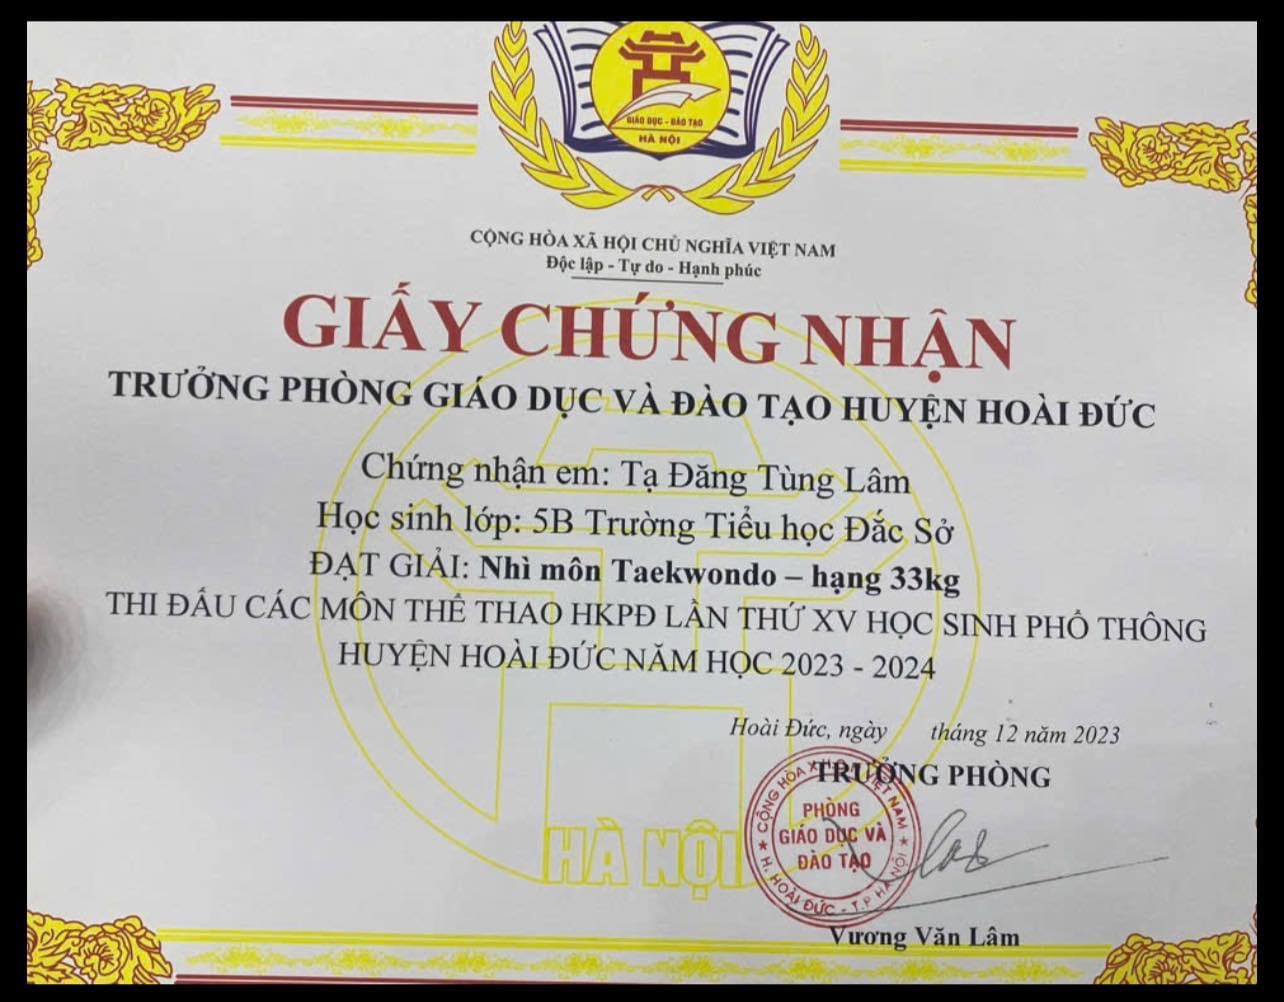 GIÁO DỤC - ĐÀO TẠO
HÀ NỘI
CỘNG HÒA XÃ HỘI CHỦ NGHĨA VIỆT NAM
Độc lập - Tự do - Hạnh phúc
GIẤY CHỨNG NHẬN
TRƯỞNG PHÒNG GIÁO DỤC VÀ ĐÀO TẠO HUYỆN HOÀI ĐỨC
Chứng nhận em: Tạ Đăng Tùng Lâm
Học sinh lớp: 5B Trường Tiểu học Đắc Sở
ĐẠT GIẢI: Nhì môn Taekwondo – hạng 33kg
THI ĐẤU CÁC MÔN THỂ THAO HKPĐ LẦN THỨ XV HỌC SINH PHỔ THÔNG
HUYỆN HOÀI ĐỨC NĂM HỌC 2023 - 2024
Hoài Đức, ngày tháng 12 năm 2023
TRƯỞNG PHÒNG
CỘNG HÒA X.H.C.N VIỆT NAM
PHÒNG
GIÁO DỤC VÀ
ĐÀO TẠO
H. HOÀI ĐỨC - T.P HÀ NỘI
HÀ NỘI
Vương Văn Lâm